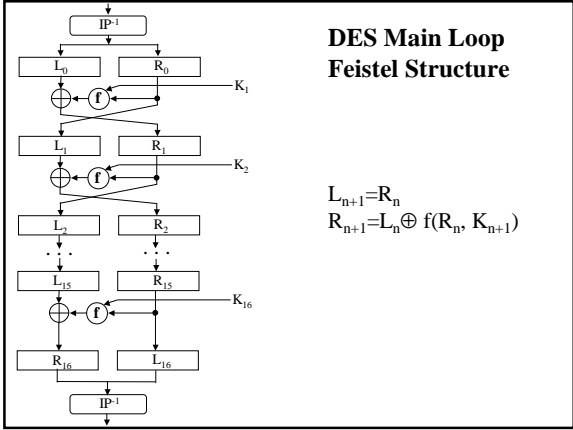 IP⁻¹
DES Main Loop
Feistel Structure
L₀ R₀
K₁
f
L₁ R₁
K₂
f
Lₙ₊₁=Rₙ
Rₙ₊₁=Lₙ⊕ f(Rₙ, Kₙ₊₁)
L₂ R₂
. . . . . .
L₁₅ R₁₅
K₁₆
f
R₁₆ L₁₆
IP⁻¹